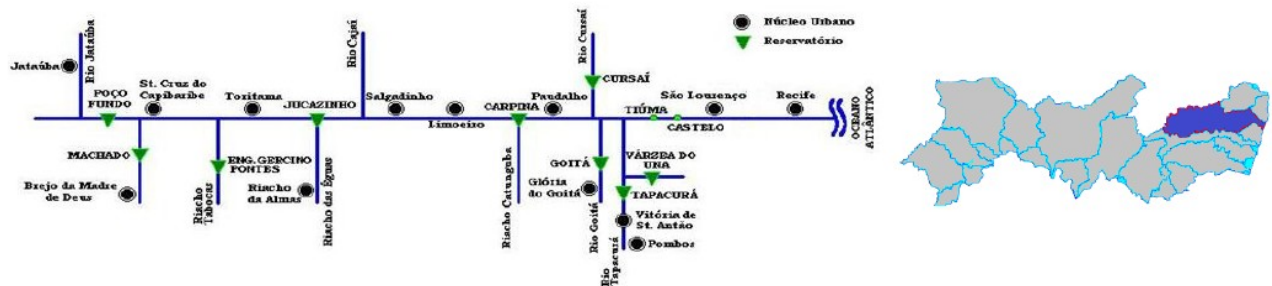 Núcleo Urbano
Reservatório
Jataúba
Rio Jataúba
Rio Cajaí
Rio Cursaí
CURSAÍ
POÇO
FUNDO
St. Cruz do
Capibaribe
Toritama
JUCAZINHO
Salgadinho
Limoeiro
CARPINA
Paudalho
TIÚMA
São Lourenço
CASTELO
Recife
OCEANO
ATLÂNTICO
MACHADO
Brejo da Madre
de Deus
Riacho
Tabocas
ENG. GERCINO
PONTES
Riacho
da Almas
Riacho das Éguas
Riacho Catunguba
GOITÁ
Glória
do Goitá
Rio Goitá
VÁRZEA DO
UNA
TAPACURÁ
Vitória de
St. Antão
Pombos
Rio
Tapacurá